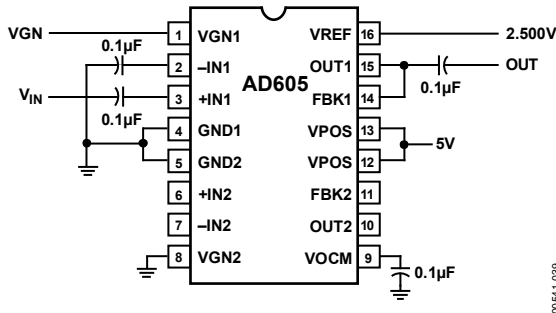 VGN
0.1µF
V_IN
0.1µF
AD605
1 VGN1
2 –IN1
3 +IN1
4 GND1
5 GND2
6 +IN2
7 –IN2
8 VGN2
VREF 16
OUT1 15
FBK1 14
VPOS 13
VPOS 12
FBK2 11
OUT2 10
VOCM 9
2.500V
OUT
0.1µF
5V
0.1µF